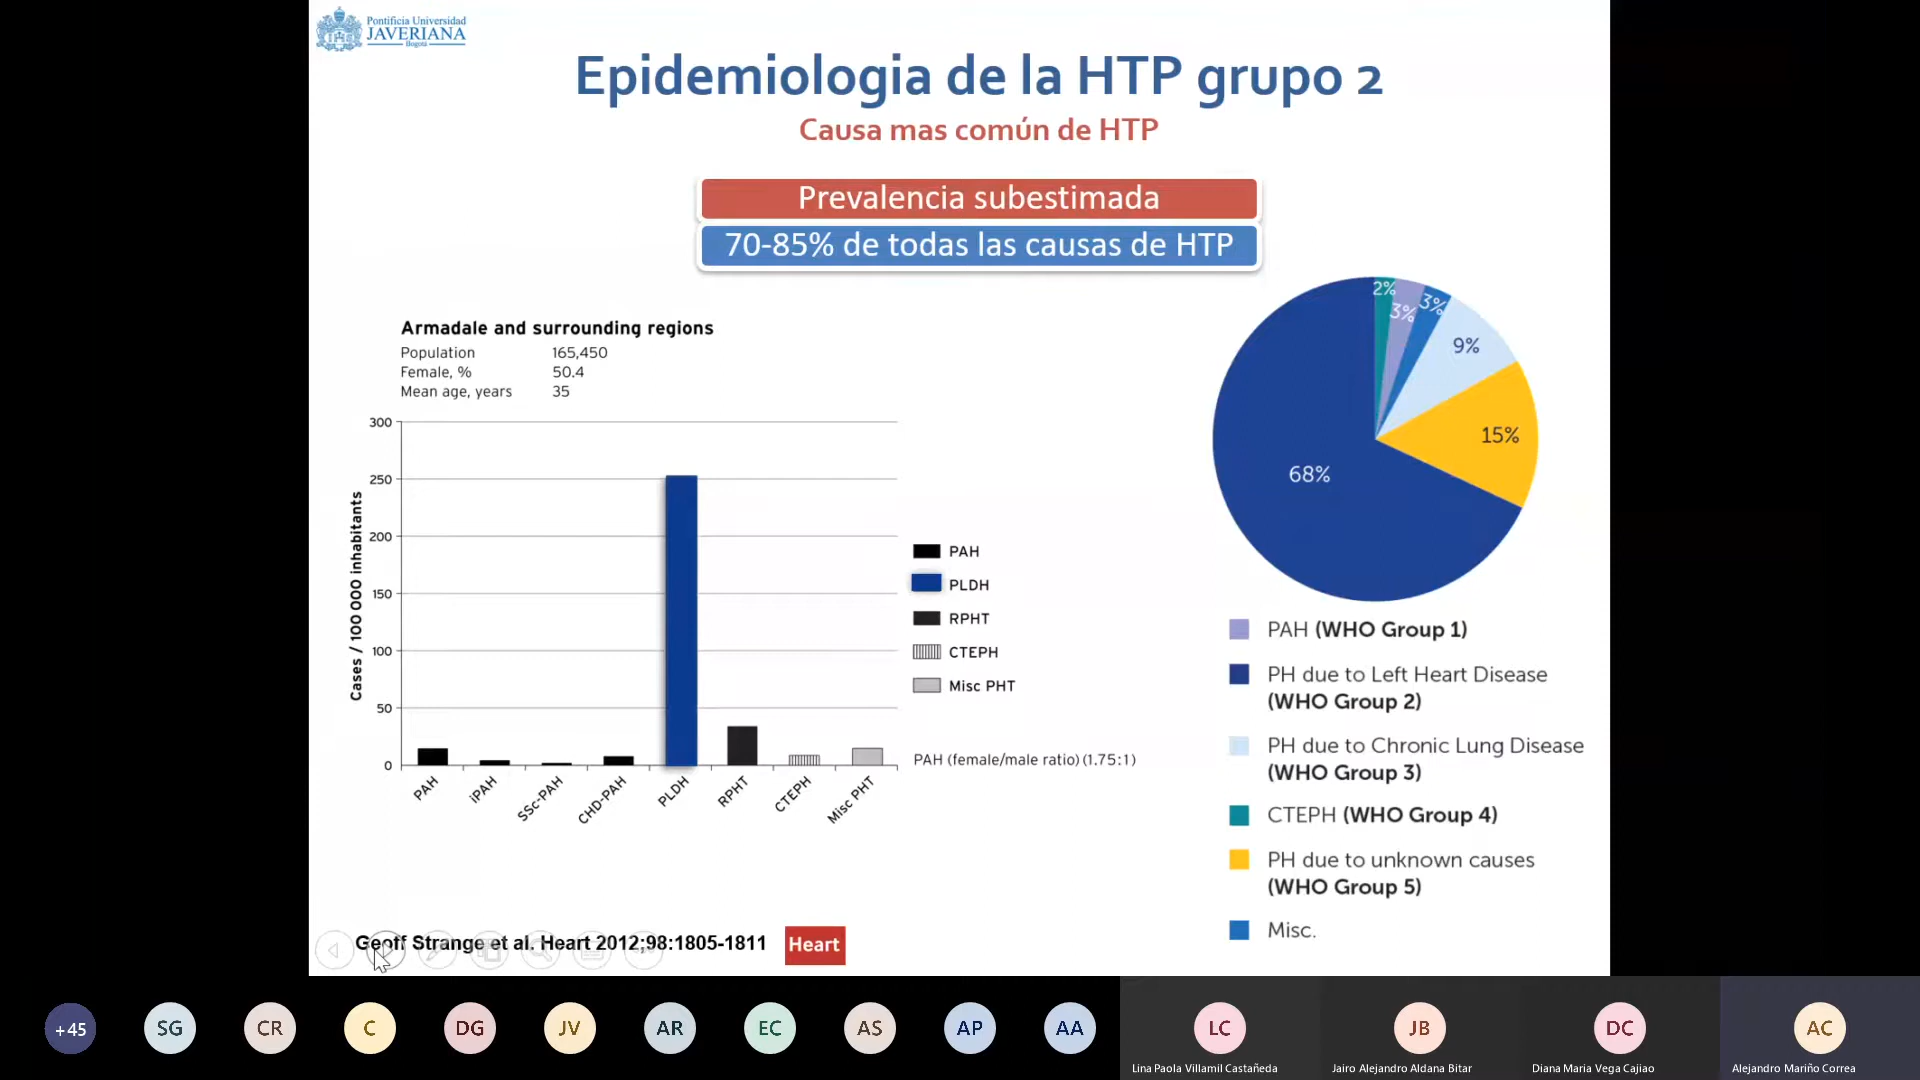 Pontificia Universidad
JAVERIANA
Bogotá
Epidemiologia de la HTP grupo 2
Causa mas común de HTP
Prevalencia subestimada
70-85% de todas las causas de HTP
Armadale and surrounding regions
Population 165,450
Female, % 50.4
Mean age, years 35
Cases / 100 000 inhabitants
300
250
200
150
100
50
0
PAH
iPAH
SSc-PAH
CHD-PAH
PLDH
RPHT
CTEPH
Misc PHT
PAH
PLDH
RPHT
CTEPH
Misc PHT
PAH (female/male ratio) (1.75:1)
2%
3%
3%
9%
15%
68%
PAH (WHO Group 1)
PH due to Left Heart Disease
(WHO Group 2)
PH due to Chronic Lung Disease
(WHO Group 3)
CTEPH (WHO Group 4)
PH due to unknown causes
(WHO Group 5)
Misc.
Geoff Strange et al. Heart 2012;98:1805-1811
Heart
+45
SG
CR
C
DG
JV
AR
EC
AS
AP
AA
LC
JB
DC
AC
Lina Paola Villamil Castañeda
Jairo Alejandro Aldana Bitar
Diana Maria Vega Cajiao
Alejandro Mariño Correa